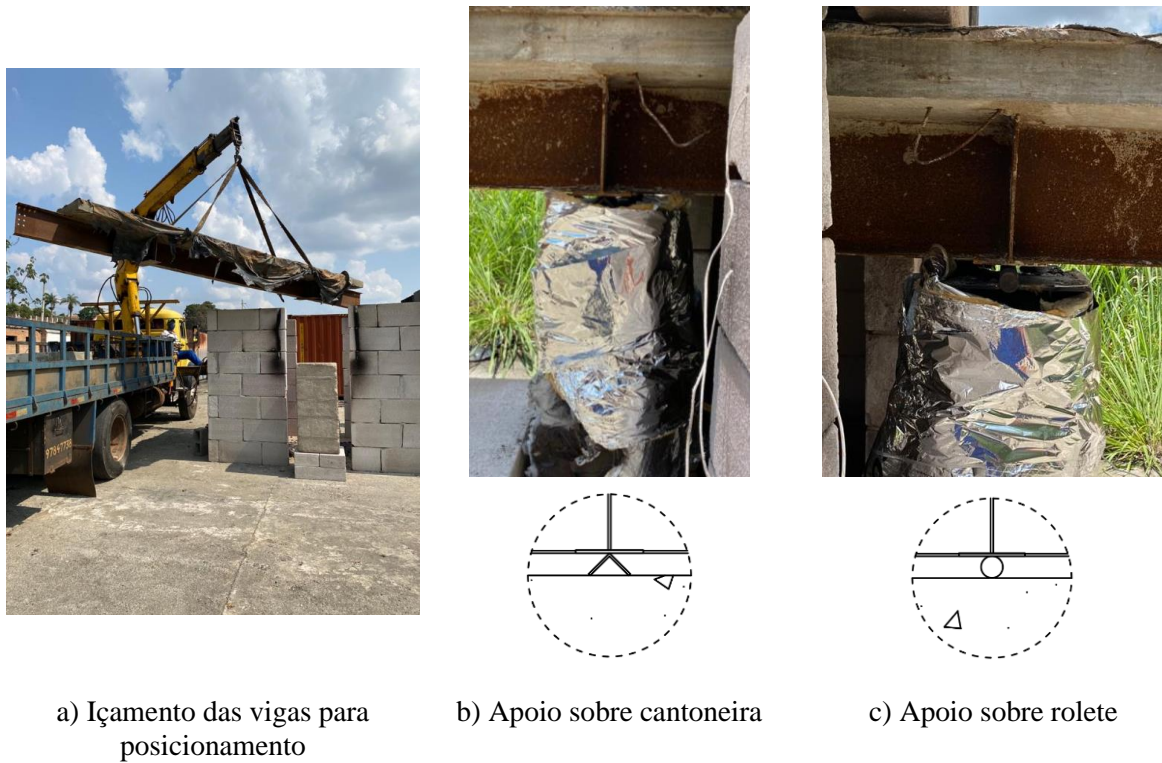 a) Içamento das vigas para
posicionamento
b) Apoio sobre cantoneira
c) Apoio sobre rolete